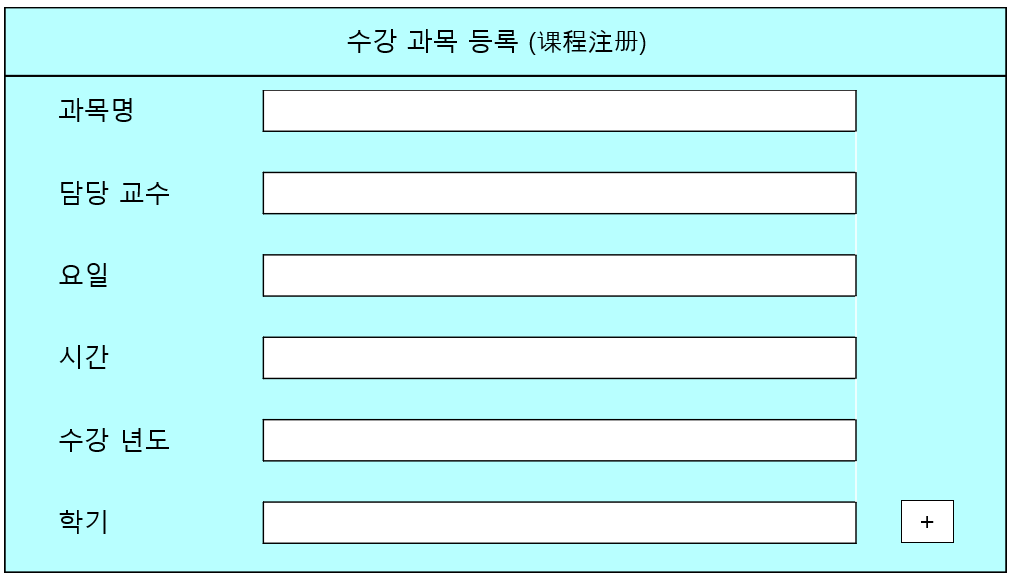 수강 과목 등록 (课程注册)
과목명
담당 교수
요일
시간
수강 년도
학기
+